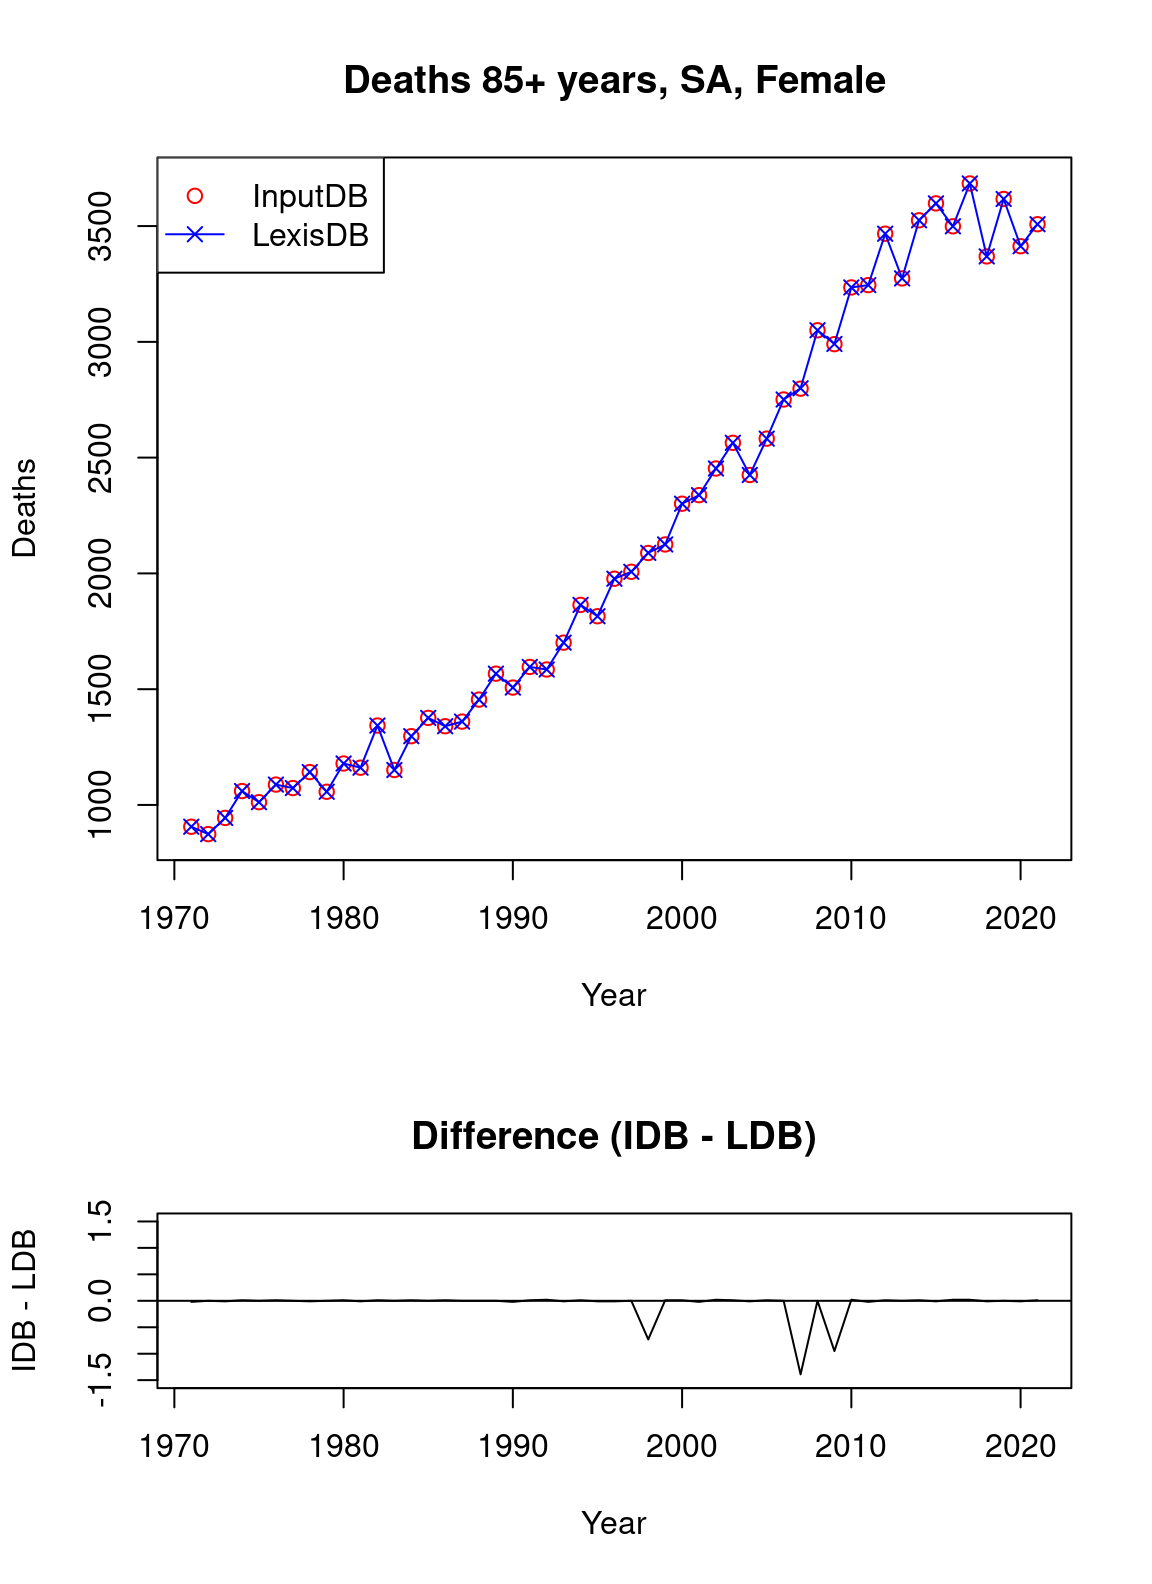 Deaths 85+ years, SA, Female
InputDB
LexisDB
Deaths
3500
3000
2500
2000
1500
1000
1970 1980 1990 2000 2010 2020
Year
Difference (IDB - LDB)
IDB - LDB
1.5
0.0
-1.5
1970 1980 1990 2000 2010 2020
Year